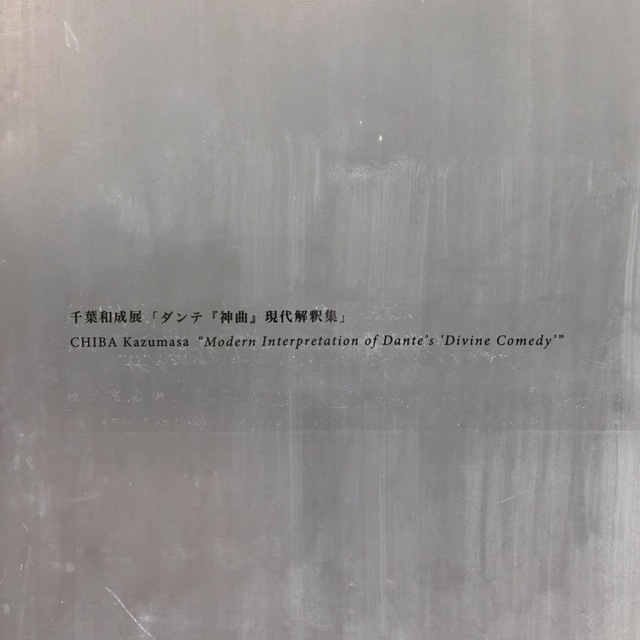 千葉和成展「ダンテ『神曲』現代解釈集」
CHIBA Kazumasa “Modern Interpretation of Dante’s ‘Divine Comedy’”